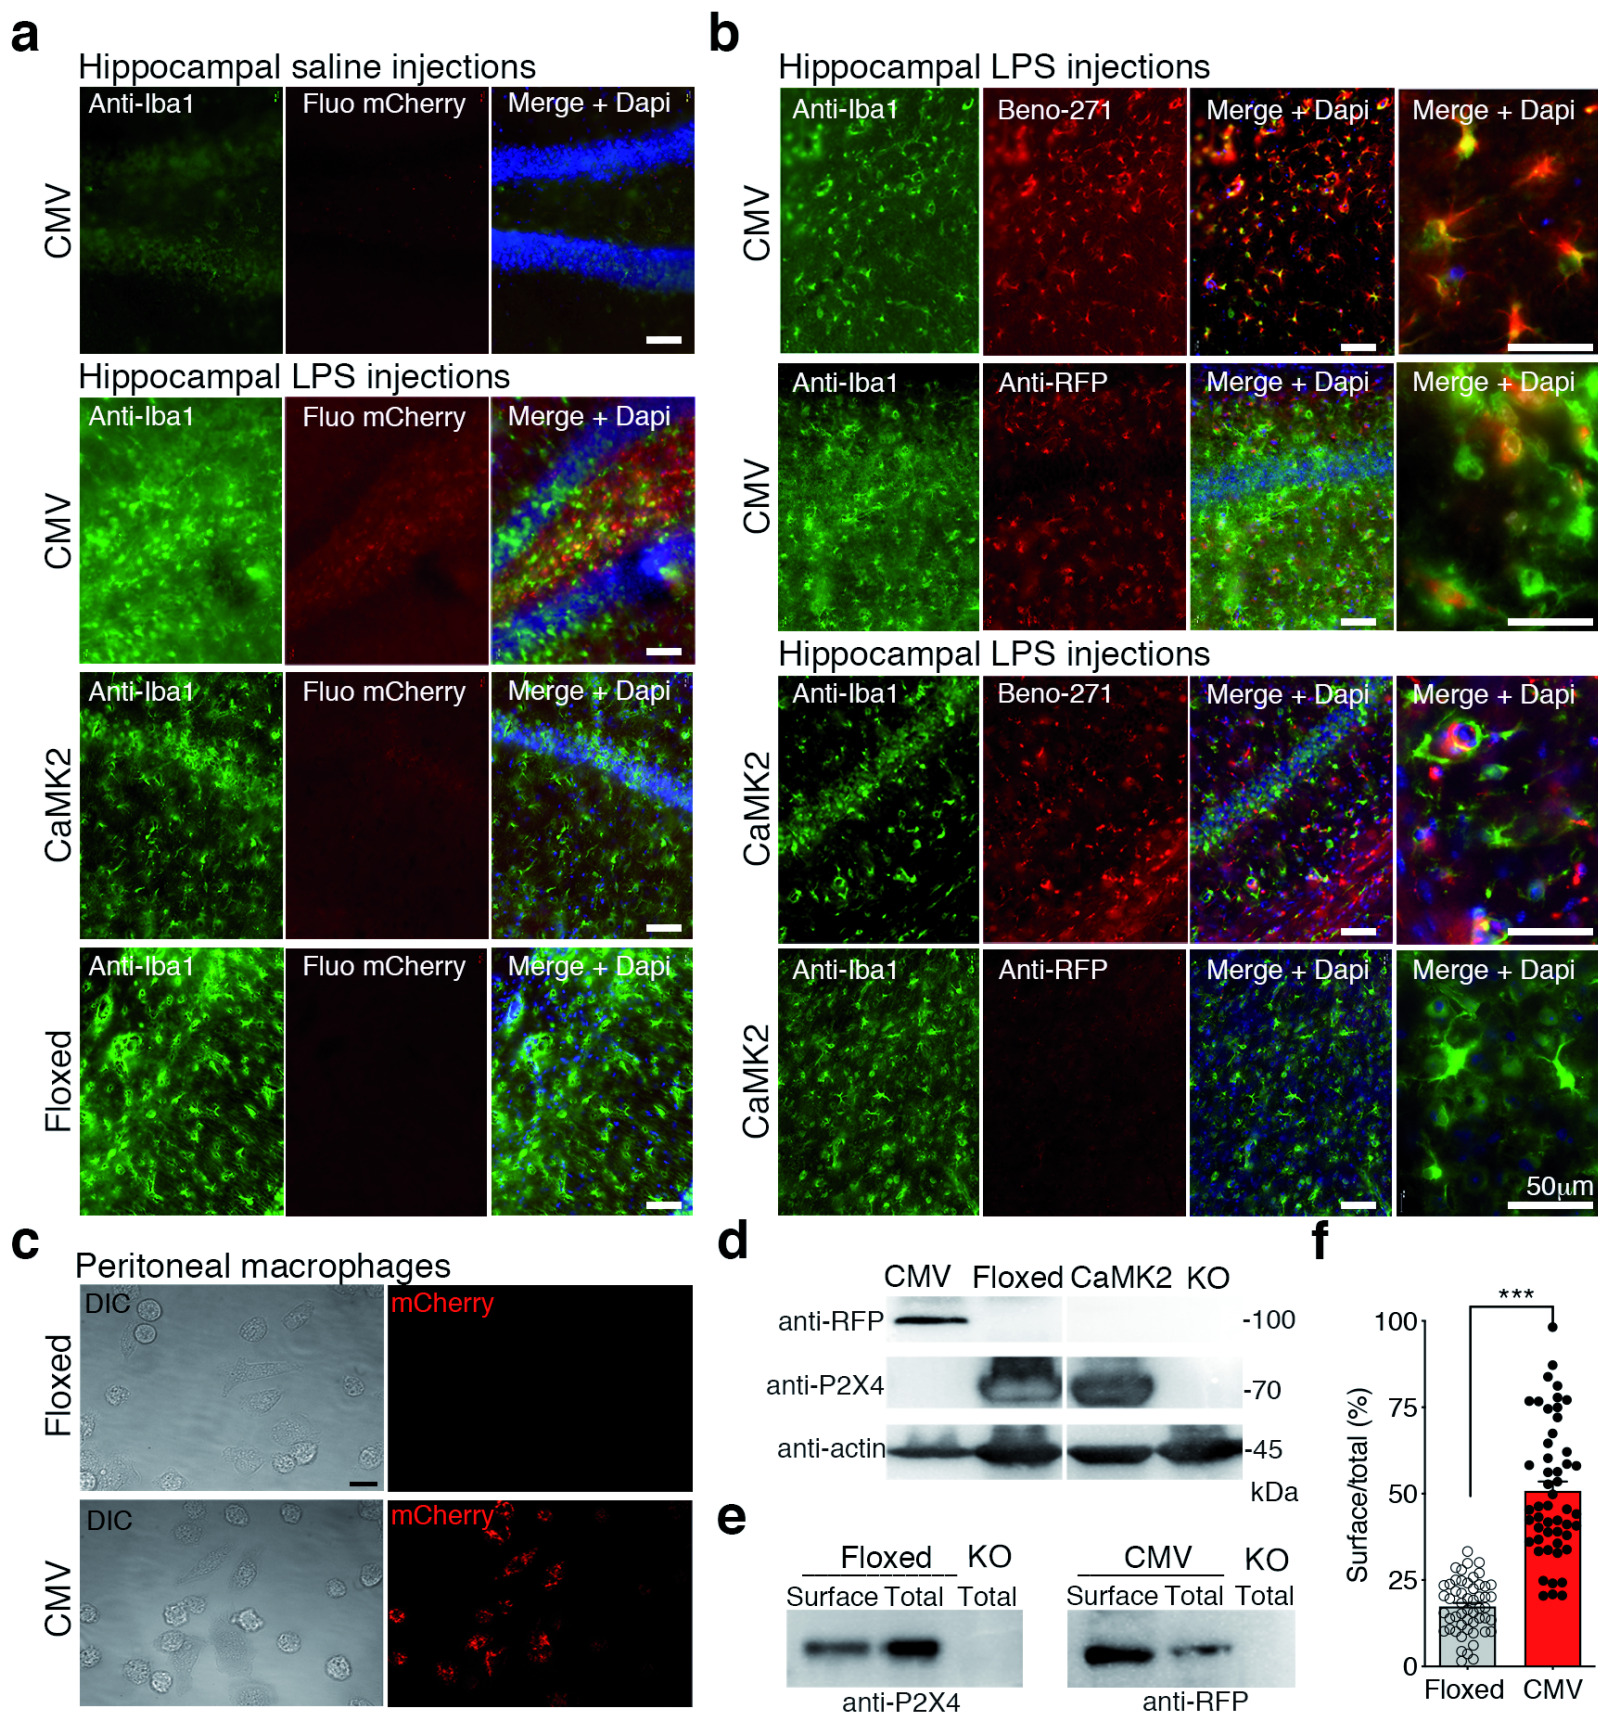 a
Hippocampal saline injections
Anti-Iba1 Fluo mCherry Merge + Dapi
CMV
Hippocampal LPS injections
Anti-Iba1 Fluo mCherry Merge + Dapi
CMV
Anti-Iba1 Fluo mCherry Merge + Dapi
CaMK2
Anti-Iba1 Fluo mCherry Merge + Dapi
Floxed
b
Hippocampal LPS injections
Anti-Iba1 Beno-271 Merge + Dapi Merge + Dapi
CMV
Anti-Iba1 Anti-RFP Merge + Dapi Merge + Dapi
CMV
Hippocampal LPS injections
Anti-Iba1 Beno-271 Merge + Dapi Merge + Dapi
CaMK2
Anti-Iba1 Anti-RFP Merge + Dapi Merge + Dapi
CaMK2
50µm
c
Peritoneal macrophages
DIC mCherry
Floxed
DIC mCherry
CMV
d
CMV Floxed CaMK2 KO
anti-RFP -100
anti-P2X4 -70
anti-actin -45
kDa
e
Floxed KO CMV KO
Surface Total Total Surface Total Total
anti-P2X4 anti-RFP
f
***
100
75
50
25
0
Surface/total (%)
Floxed CMV